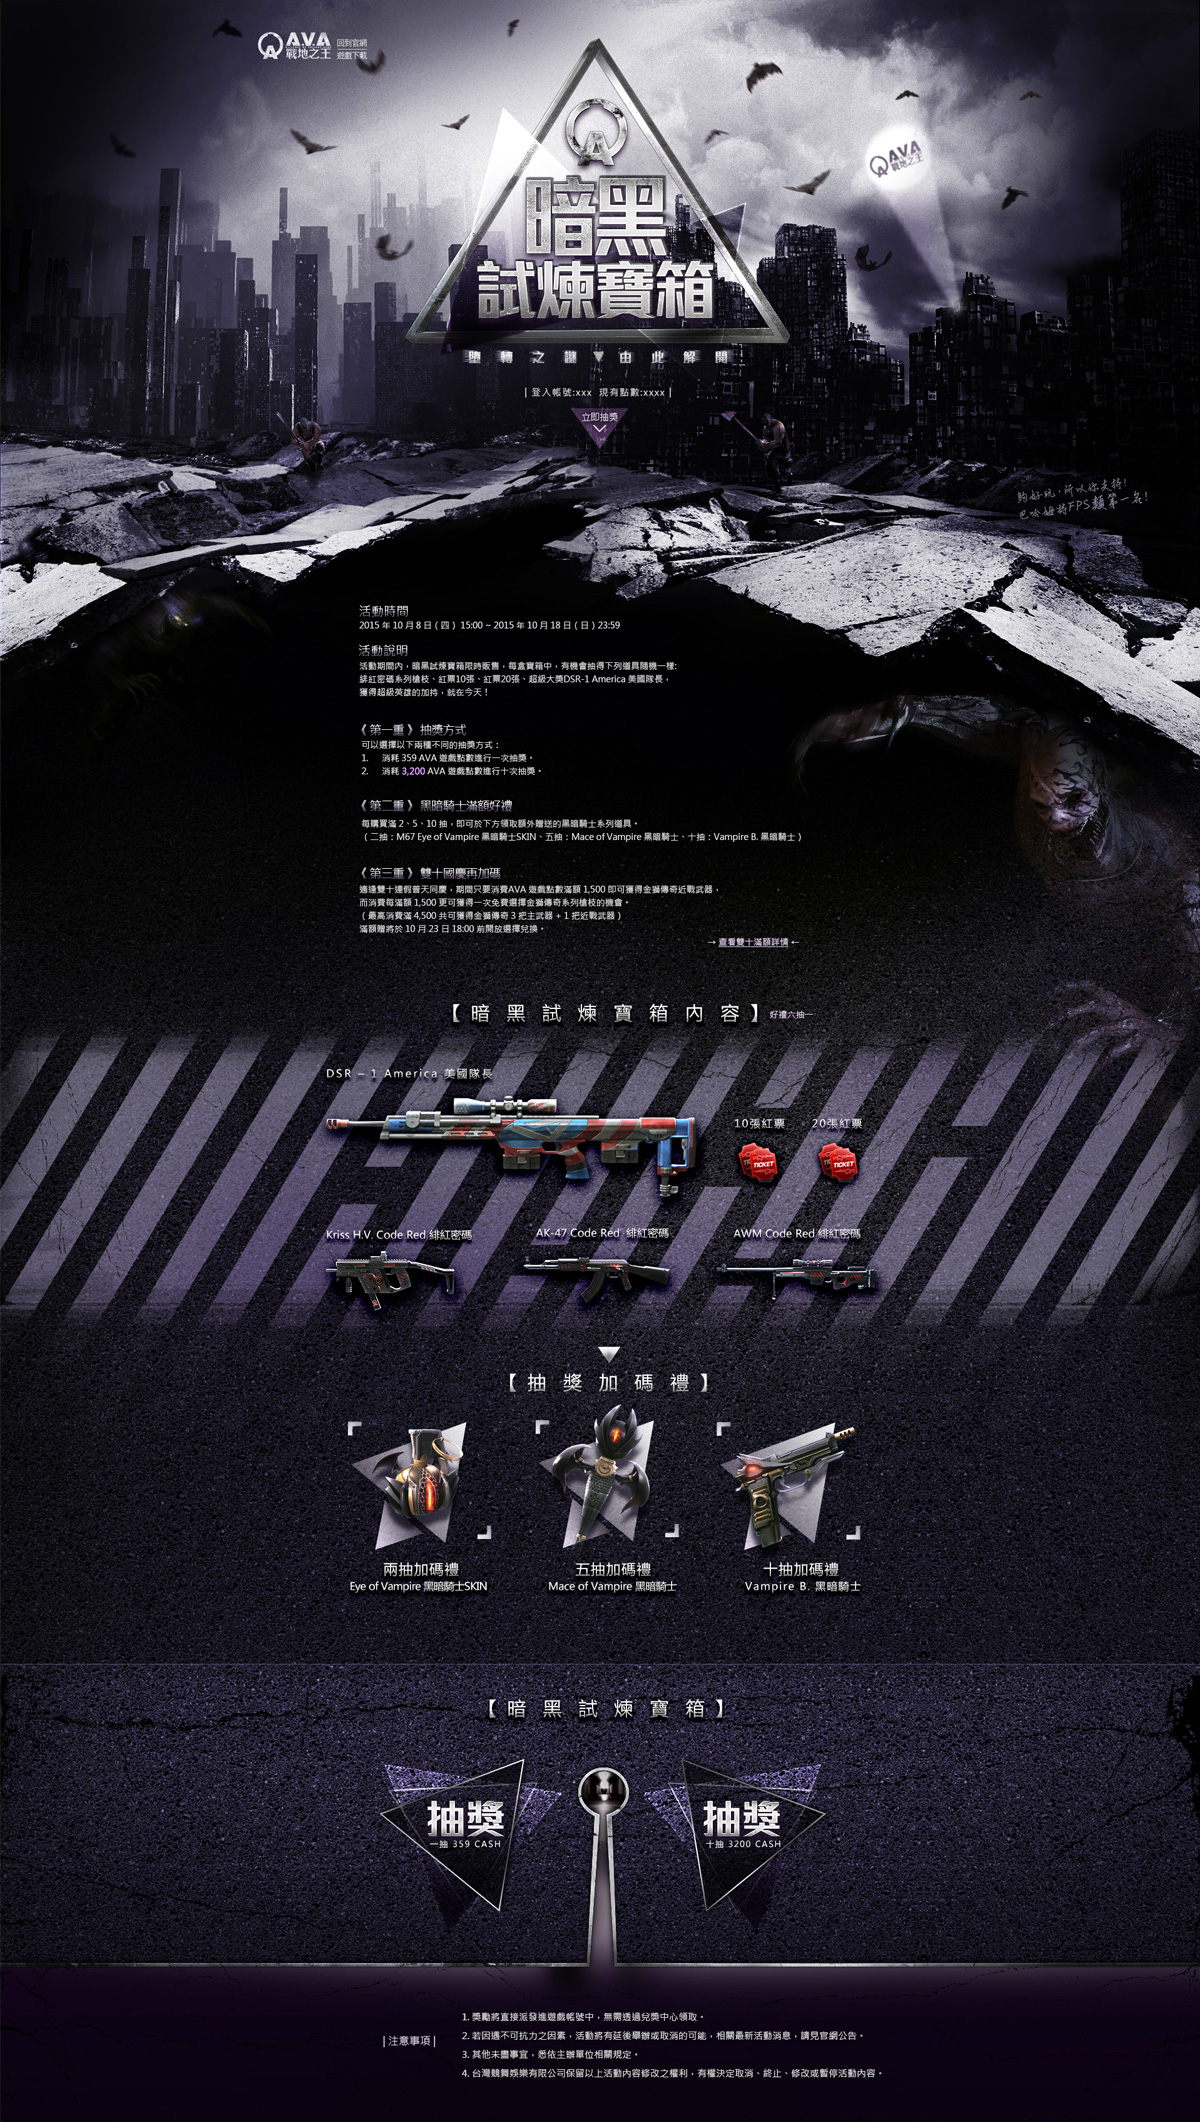 AVA
戰地之王
回到官網
遊戲下載
AVA
戰地之王
暗黑
試煉寶箱
墮轉之謎▼由此解開
| 登入帳號:xxx 現有點數:xxxx |
立即抽獎
夠好玩，所以你支持!
巴哈姆特FPS類第一名!
活動時間
2015 年 10 月 8 日 ( 四 ) 15:00 ~ 2015 年 10 月 18 日 ( 日 ) 23:59
活動說明
活動期間內，暗黑試煉寶箱限時販售，每盒寶箱中，有機會抽得下列道具隨機一樣:
緋紅密碼系列槍枝、紅票10張、紅票20張、超級大獎DSR-1 America 美國隊長，
獲得超級英雄的加持，就在今天！
《 第一重 》 抽獎方式
可以選擇以下兩種不同的抽獎方式：
1. 消耗 359 AVA 遊戲點數進行一次抽獎。
2. 消耗 3,200 AVA 遊戲點數進行十次抽獎。
《 第二重 》 黑暗騎士滿額好禮
每購買滿 2、5、10 抽，即可於下方領取額外贈送的黑暗騎士系列道具。
( 二抽：M67 Eye of Vampire 黑暗騎士SKIN、五抽：Mace of Vampire 黑暗騎士、十抽：Vampire B. 黑暗騎士 )
《 第三重 》 雙十國慶再加碼
適逢雙十連假普天同慶，期間只要消費AVA 遊戲點數滿額 1,500 即可獲得金獅傳奇近戰武器，
而消費每滿額 1,500 更可獲得一次免費選擇金獅傳奇系列槍枝的機會。
( 最高消費滿 4,500 共可獲得金獅傳奇 3 把主武器 + 1 把近戰武器 )
滿額贈將於 10 月 23 日 18:00 前開放選擇兌換。
→ 查看雙十滿額詳情 ←
【暗黑試煉寶箱內容】好禮六抽一
DSR – 1 America 美國隊長
10張紅票 20張紅票
TICKET TICKET
Kriss H.V. Code Red 緋紅密碼 AK-47 Code Red 緋紅密碼 AWM Code Red 緋紅密碼
【抽獎加碼禮】
兩抽加碼禮 五抽加碼禮 十抽加碼禮
Eye of Vampire 黑暗騎士SKIN Mace of Vampire 黑暗騎士 Vampire B. 黑暗騎士
【暗黑試煉寶箱】
抽獎 抽獎
一抽 359 CASH 十抽 3200 CASH
| 注意事項 |
1. 獎勵將直接派發進遊戲帳號中，無需透過兌獎中心領取。
2. 若因遇不可抗力之因素，活動將有延後舉辦或取消的可能，相關最新活動消息，請見官網公告。
3. 其他未盡事宜，悉依主辦單位相關規定。
4. 台灣競舞娛樂有限公司保留以上活動內容修改之權利，有權決定取消、終止、修改或暫停活動內容。